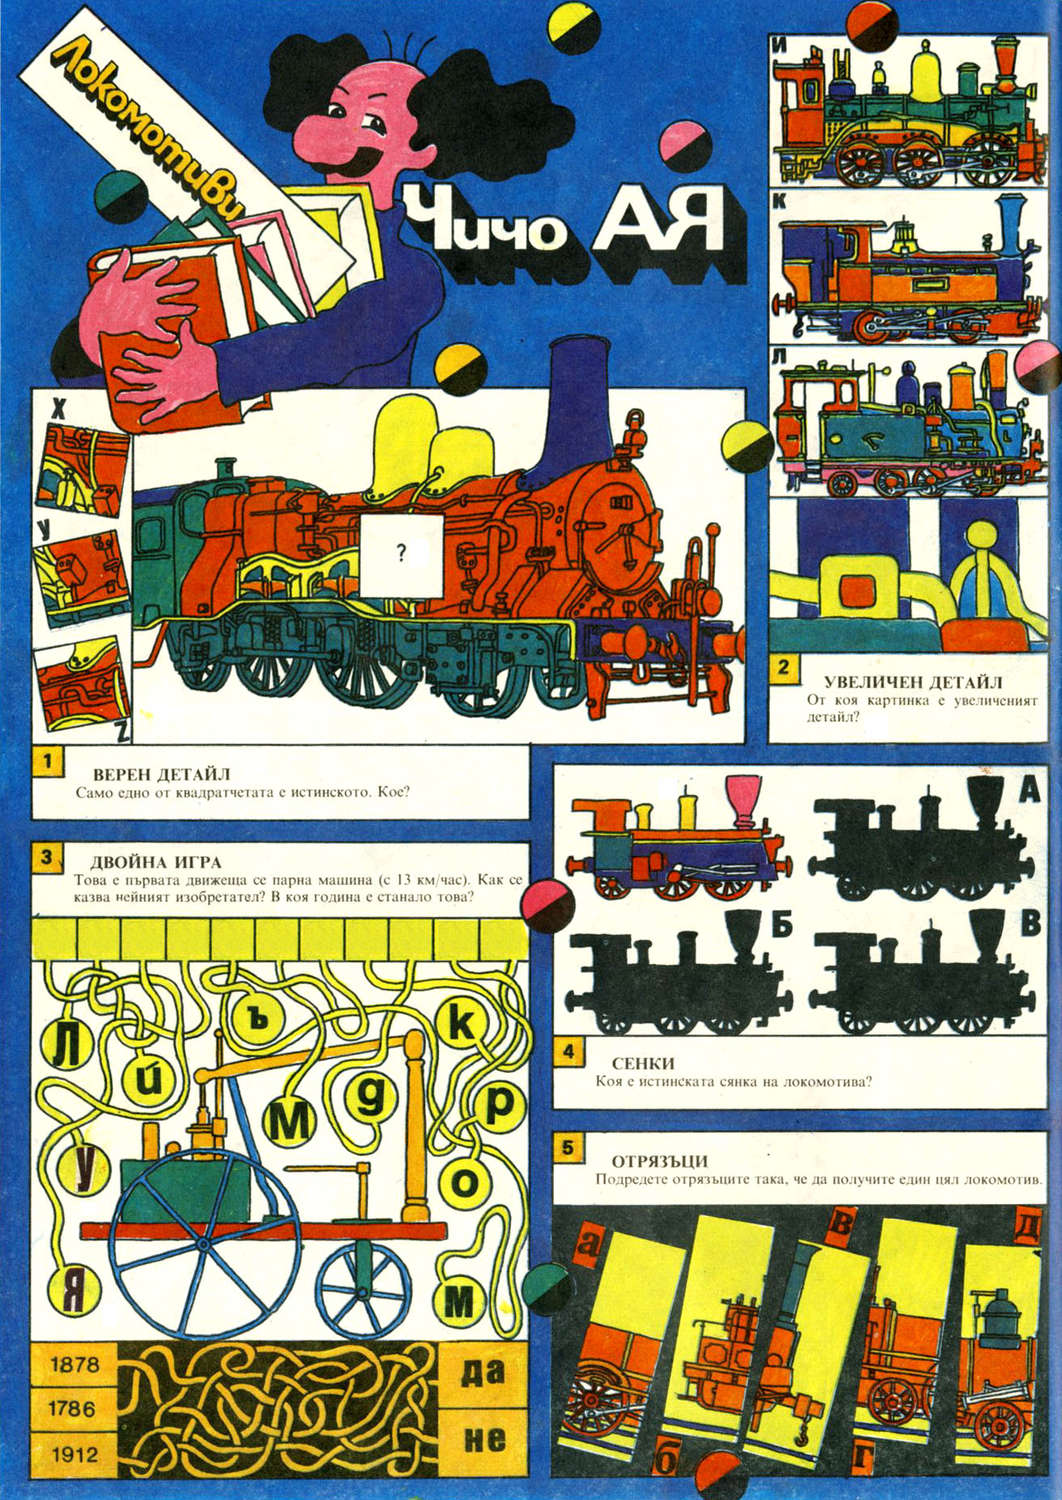 Локомотиви
Чичо АЯ
И
К
Л
Х
У
Z
?
1
ВЕРЕН ДЕТАЙЛ
Само едно от квадратчетата е истинското. Кое?
2
УВЕЛИЧЕН ДЕТАЙЛ
От коя картинка е увеличеният
детайл?
3
ДВОЙНА ИГРА
Това е първата движеща се парна машина (с 13 км/час). Как се
казва нейният изобретател? В коя година е станало това?
Л
й
ъ
М
д
к
р
у
о
Я
м
1878
1786
1912
да
не
А
Б
В
4
СЕНКИ
Коя е истинската сянка на локомотива?
5
ОТРЯЗЪЦИ
Подредете отрязъците така, че да получите един цял локомотив.
а
б
в
г
д